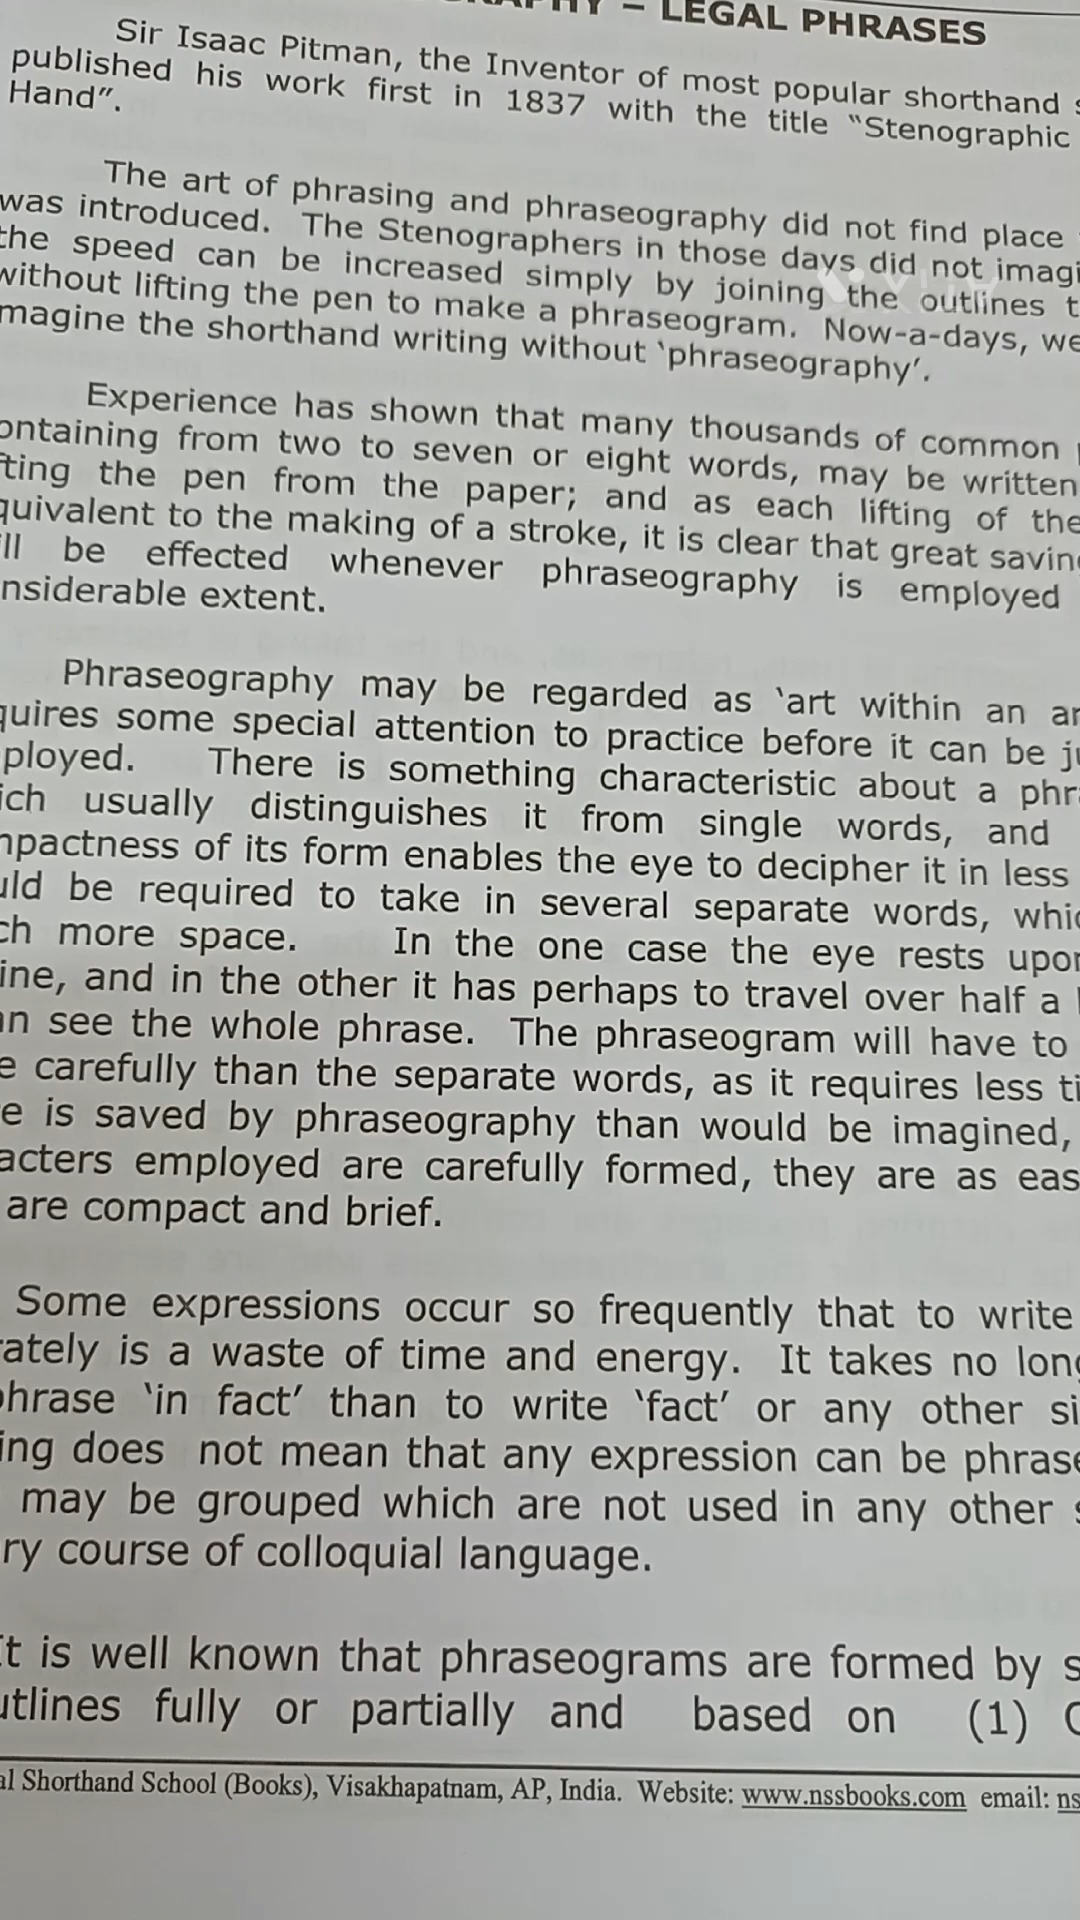 – LEGAL PHRASES
Sir Isaac Pitman, the Inventor of most popular shorthand
published his work first in 1837 with the title "Stenographic
Hand".
The art of phrasing and phraseography did not find place
was introduced. The Stenographers in those days did not imagi
the speed can be increased simply by joining the outlines t
without lifting the pen to make a phraseogram. Now-a-days, we
magine the shorthand writing without 'phraseography'.
Experience has shown that many thousands of common
ontaining from two to seven or eight words, may be written
fting the pen from the paper; and as each lifting of the
quivalent to the making of a stroke, it is clear that great saving
ill be effected whenever phraseography is employed
nsiderable extent.
Phraseography may be regarded as 'art within an ar
quires some special attention to practice before it can be ju
ployed. There is something characteristic about a phra
ich usually distinguishes it from single words, and
mpactness of its form enables the eye to decipher it in less
uld be required to take in several separate words, whic
ch more space. In the one case the eye rests upon
ine, and in the other it has perhaps to travel over half a
an see the whole phrase. The phraseogram will have to
e carefully than the separate words, as it requires less ti
e is saved by phraseography than would be imagined,
acters employed are carefully formed, they are as eas
are compact and brief.
Some expressions occur so frequently that to write
rately is a waste of time and energy. It takes no long
phrase 'in fact' than to write 'fact' or any other si
ing does not mean that any expression can be phrase
may be grouped which are not used in any other s
ry course of colloquial language.
It is well known that phraseograms are formed by s
utlines fully or partially and based on (1) C
al Shorthand School (Books), Visakhapatnam, AP, India. Website: www.nssbooks.com email: ns